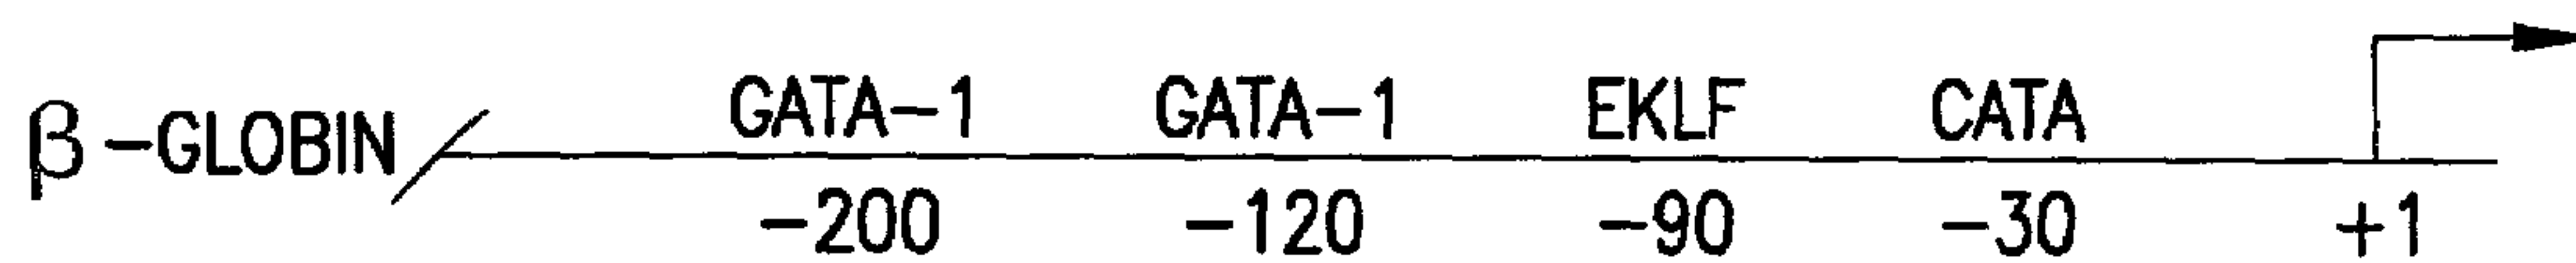 β-GLOBIN GATA-1 GATA-1 EKLF CATA
-200 -120 -90 -30 +1